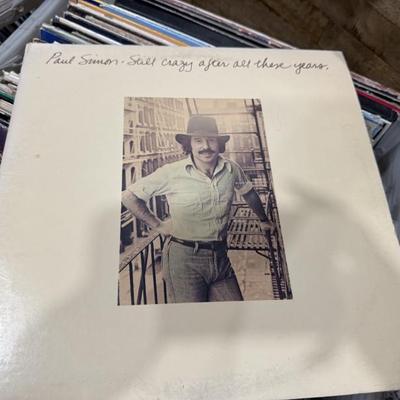 Paul Simon - Still crazy after all these years.